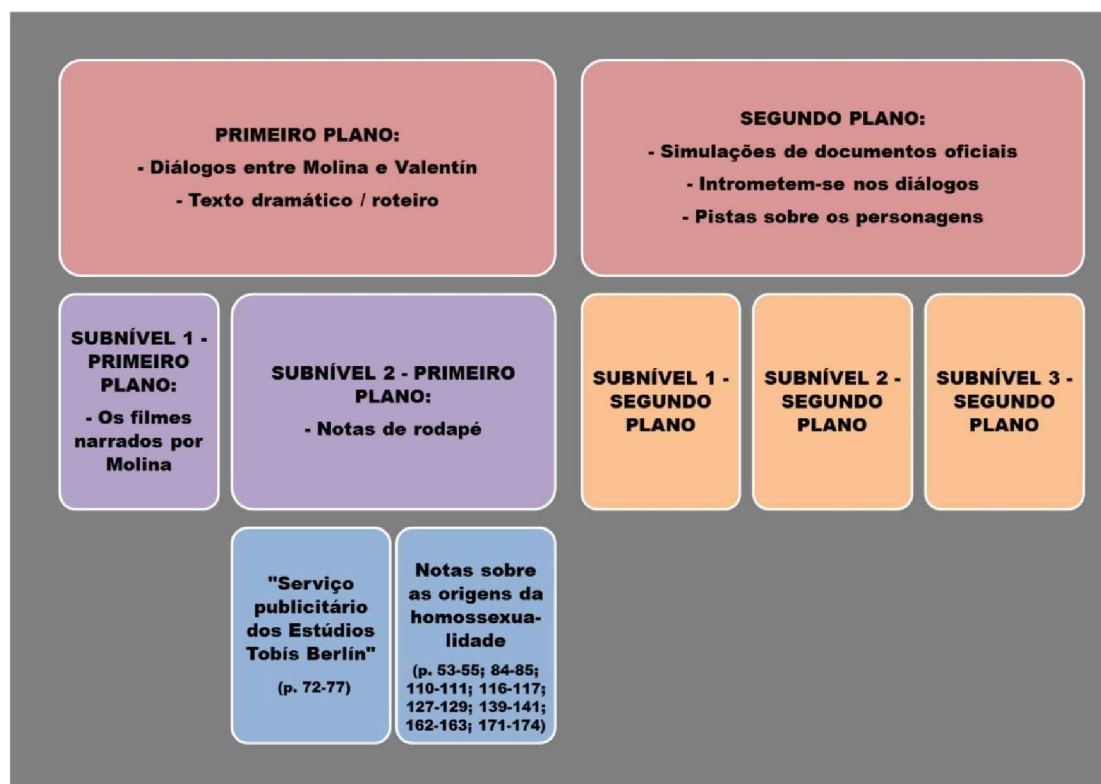 PRIMEIRO PLANO:
- Diálogos entre Molina e Valentín
- Texto dramático / roteiro
SEGUNDO PLANO:
- Simulações de documentos oficiais
- Intrometem-se nos diálogos
- Pistas sobre os personagens
SUBNÍVEL 1 -
PRIMEIRO
PLANO:
- Os filmes
narrados por
Molina
SUBNÍVEL 2 - PRIMEIRO
PLANO:
- Notas de rodapé
SUBNÍVEL 1 -
SEGUNDO
PLANO
SUBNÍVEL 2 -
SEGUNDO
PLANO
SUBNÍVEL 3 -
SEGUNDO
PLANO
"Serviço
publicitário
dos Estúdios
Tobís Berlín"
(p. 72-77)
Notas sobre
as origens da
homossexua-
lidade
(p. 53-55; 84-85;
110-111; 116-117;
127-129; 139-141;
162-163; 171-174)